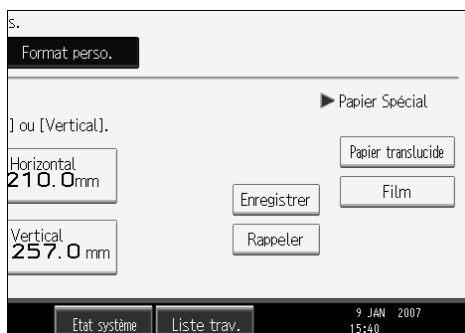 s.
Format perso.
▶ Papier Spécial
] ou [Vertical].
Horizontal
210.0mm
Papier translucide
Film
Enregistrer
Vertical
257.0 mm
Rappeler
Etat système
Liste trav.
9 JAN 2007
15:40